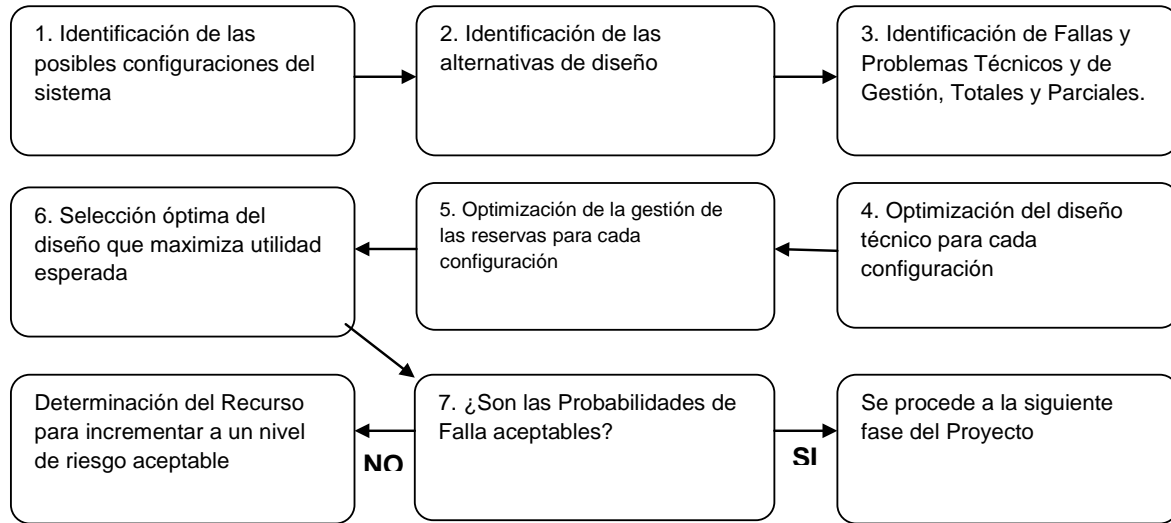 1. Identificación de las
posibles configuraciones del
sistema
2. Identificación de las
alternativas de diseño
3. Identificación de Fallas y
Problemas Técnicos y de
Gestión, Totales y Parciales.
6. Selección óptima del
diseño que maximiza utilidad
esperada
5. Optimización de la gestión de
las reservas para cada
configuración
4. Optimización del diseño
técnico para cada
configuración
Determinación del Recurso
para incrementar a un nivel
de riesgo aceptable
NO
7. ¿Son las Probabilidades de
Falla aceptables?
SI
Se procede a la siguiente
fase del Proyecto